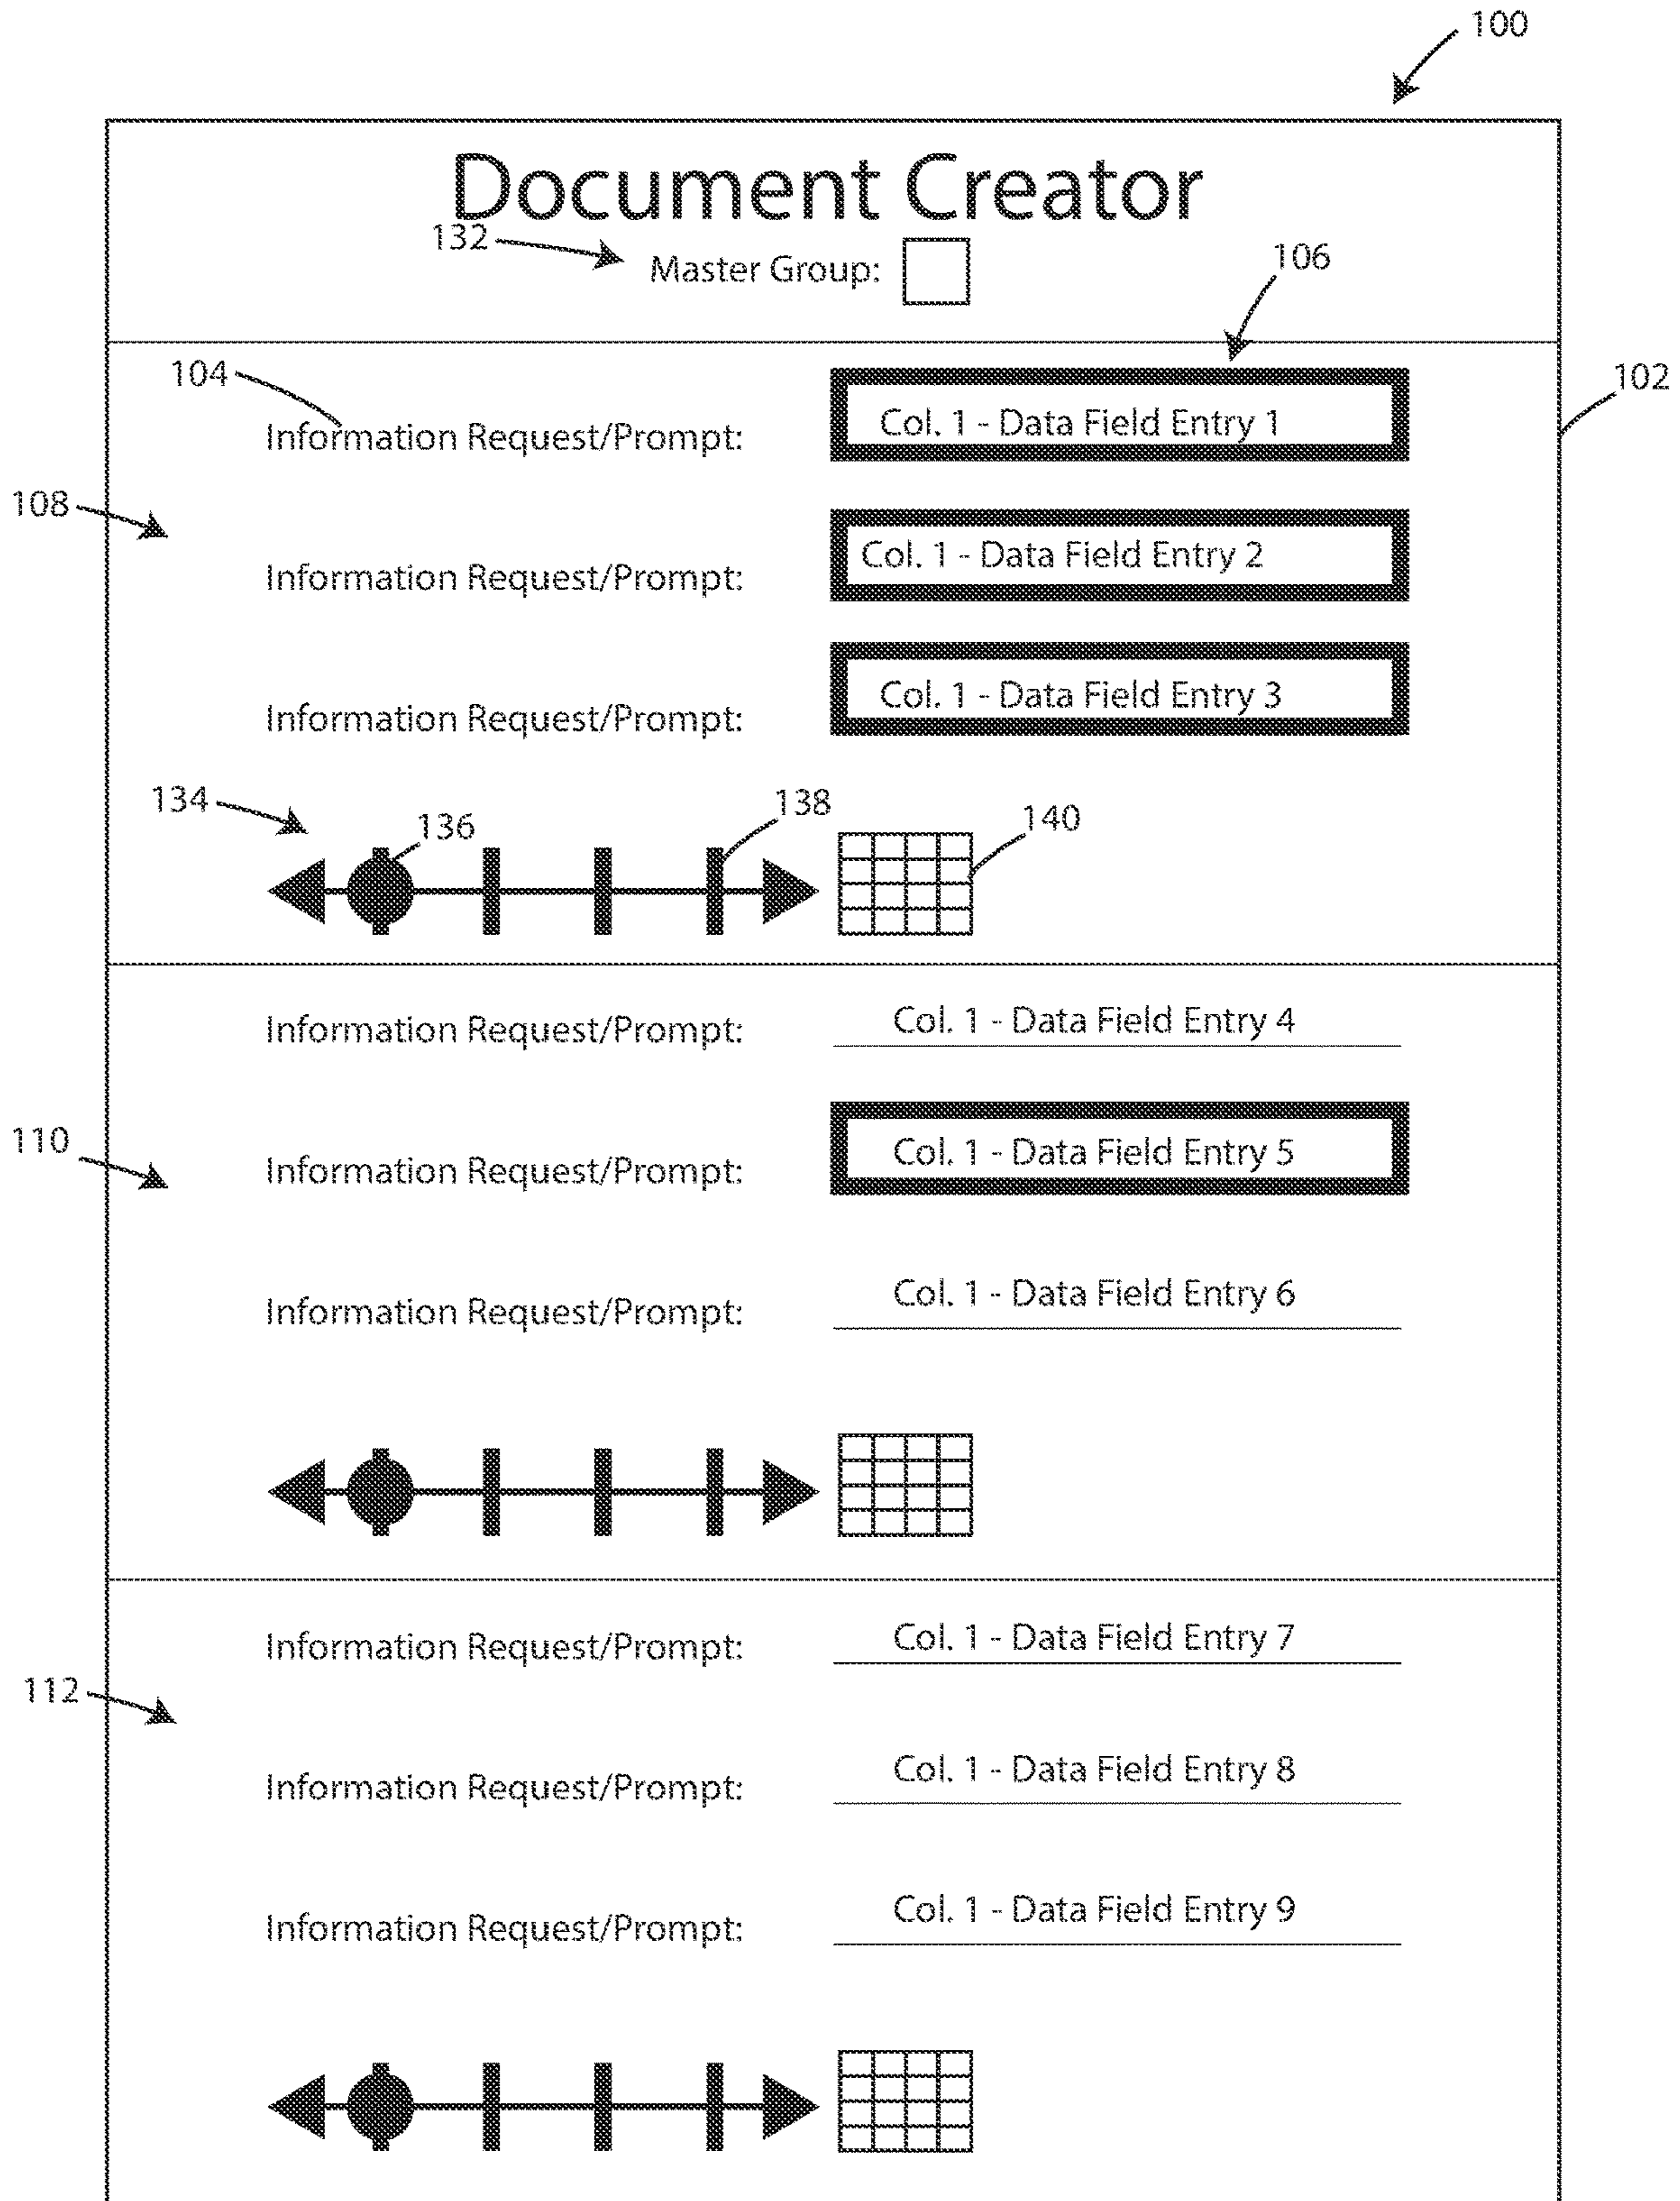 100
Document Creator
132
Master Group:
106
104
102
Information Request/Prompt: Col. 1 - Data Field Entry 1
108
Information Request/Prompt: Col. 1 - Data Field Entry 2
Information Request/Prompt: Col. 1 - Data Field Entry 3
134
136
138
140
Information Request/Prompt: Col. 1 - Data Field Entry 4
110
Information Request/Prompt: Col. 1 - Data Field Entry 5
Information Request/Prompt: Col. 1 - Data Field Entry 6
Information Request/Prompt: Col. 1 - Data Field Entry 7
112
Information Request/Prompt: Col. 1 - Data Field Entry 8
Information Request/Prompt: Col. 1 - Data Field Entry 9